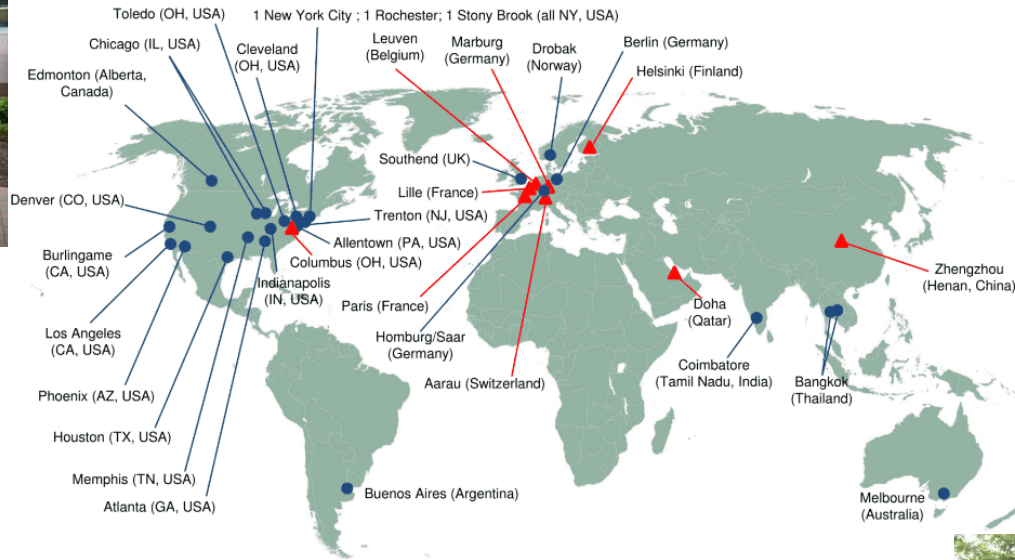 Toledo (OH, USA)
1 New York City ; 1 Rochester; 1 Stony Brook (all NY, USA)
Chicago (IL, USA)
Cleveland
(OH, USA)
Leuven
(Belgium)
Marburg
(Germany)
Drobak
(Norway)
Berlin (Germany)
Helsinki (Finland)
Edmonton (Alberta,
Canada)
Southend (UK)
Lille (France)
Denver (CO, USA)
Trenton (NJ, USA)
Allentown (PA, USA)
Columbus (OH, USA)
Burlingame
(CA, USA)
Indianapolis
(IN, USA)
Paris (France)
Zhengzhou
(Henan, China)
Doha
(Qatar)
Los Angeles
(CA, USA)
Homburg/Saar
(Germany)
Aarau (Switzerland)
Coimbatore
(Tamil Nadu, India)
Bangkok
(Thailand)
Phoenix (AZ, USA)
Houston (TX, USA)
Memphis (TN, USA)
Atlanta (GA, USA)
Buenos Aires (Argentina)
Melbourne
(Australia)